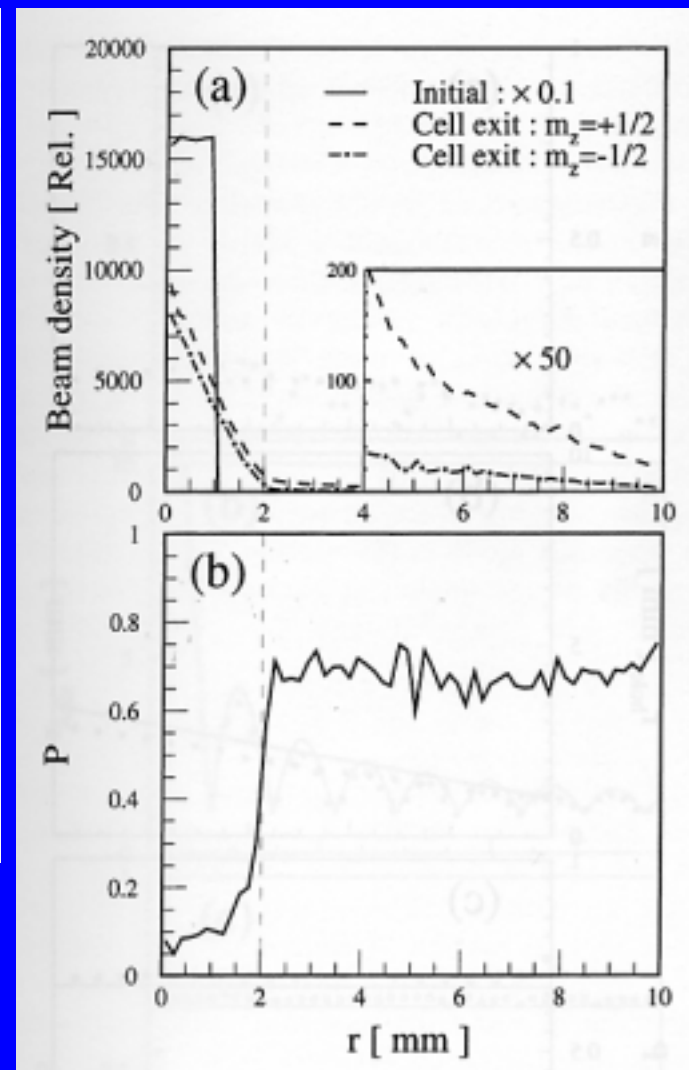 20000
(a)
Initial : × 0.1
Cell exit : m_z=+1/2
Cell exit : m_z=-1/2
15000
Beam density [ Rel. ]
10000
200
× 50
5000
100
0
0 2 4 6 8 10
1
(b)
0.8
0.6
P
0.4
0.2
0
0 2 4 6 8 10
r [ mm ]